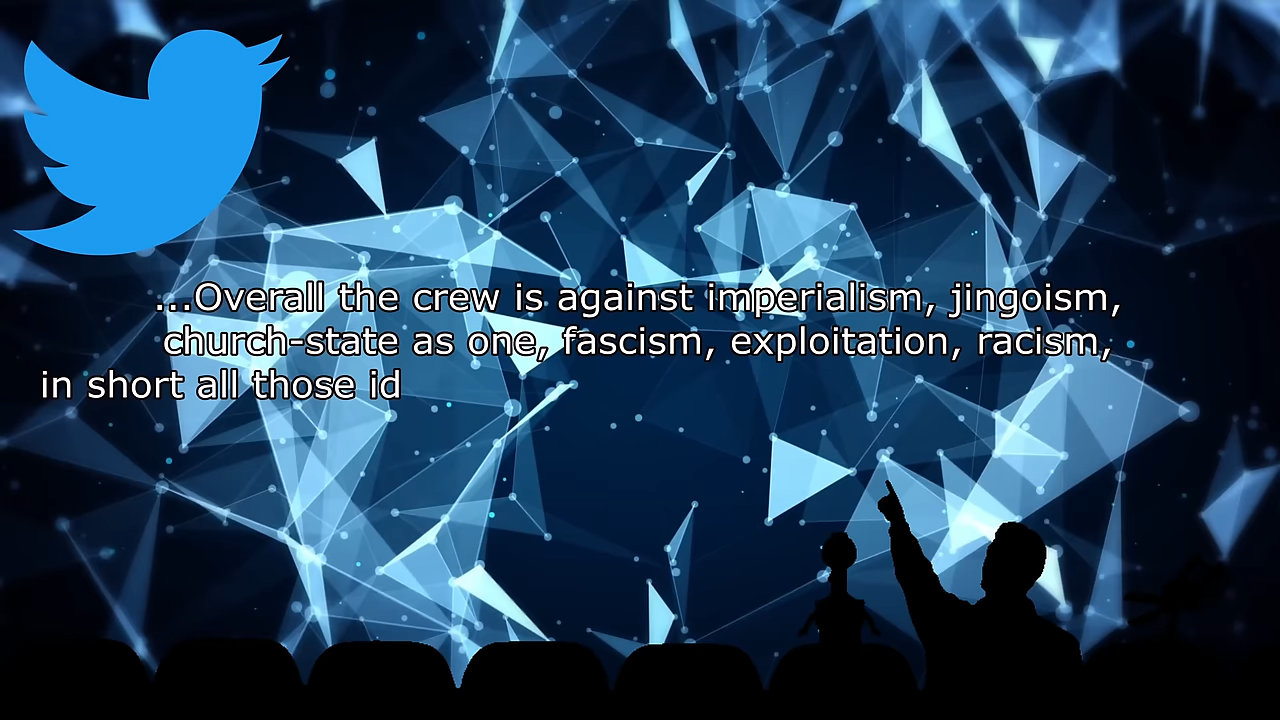 ...Overall the crew is against imperialism, jingoism,
church-state as one, fascism, exploitation, racism,
in short all those id